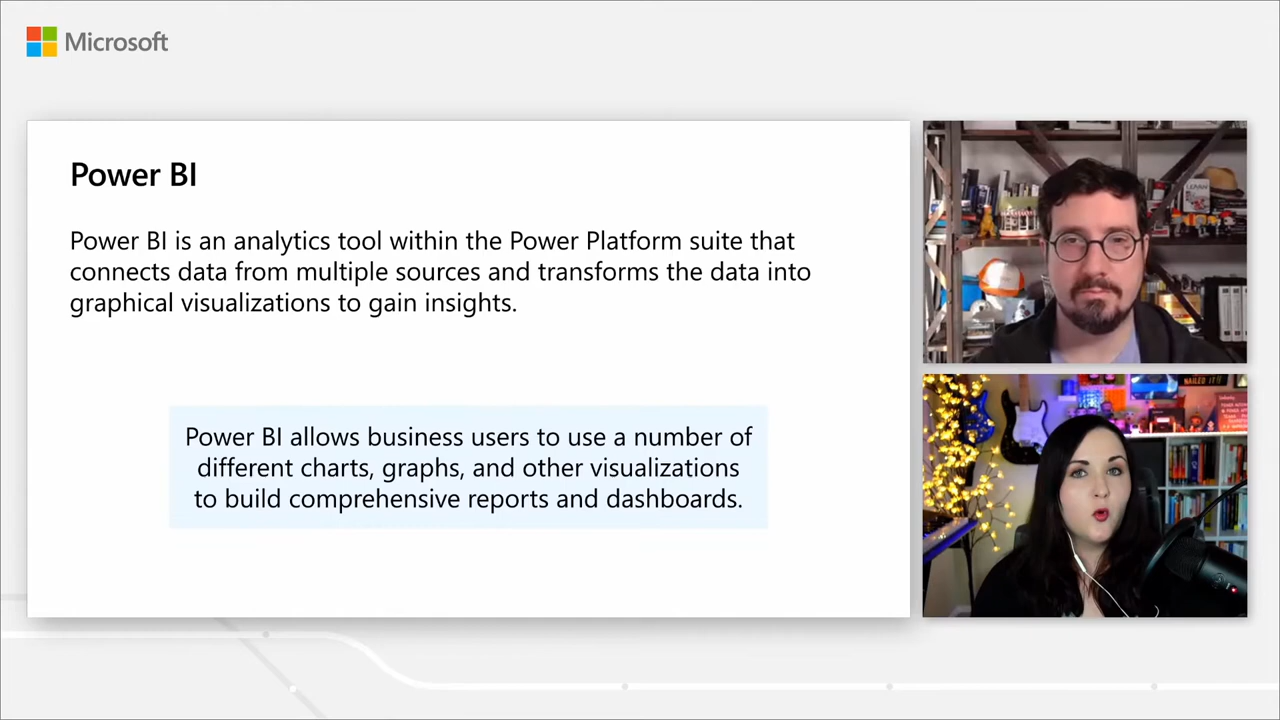 Microsoft
Power BI
Power BI is an analytics tool within the Power Platform suite that
connects data from multiple sources and transforms the data into
graphical visualizations to gain insights.
Power BI allows business users to use a number of
different charts, graphs, and other visualizations
to build comprehensive reports and dashboards.
NAILED IT!